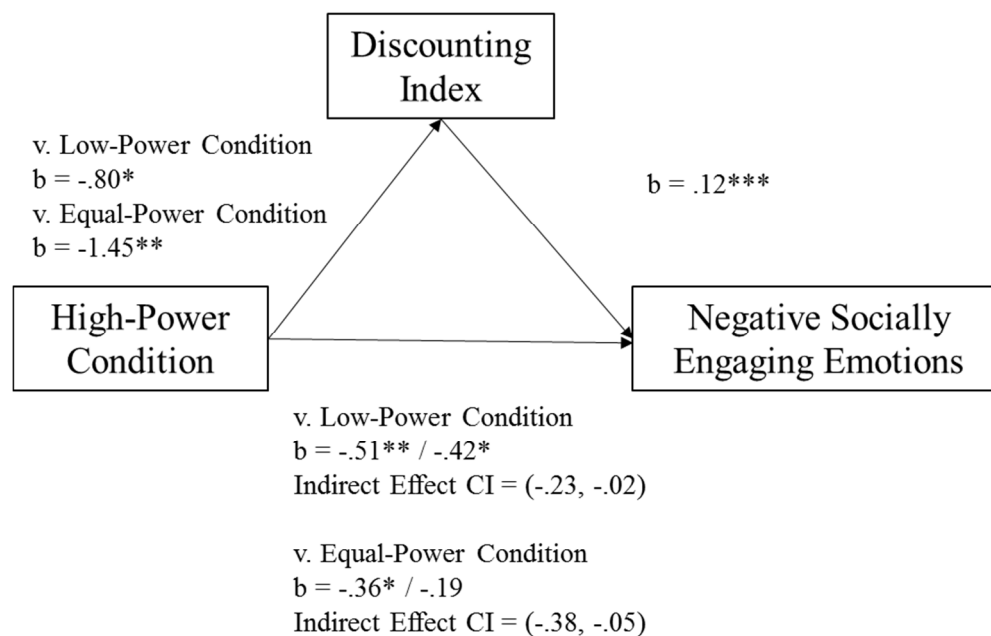 Discounting
Index
v. Low-Power Condition
b = -.80*
v. Equal-Power Condition
b = -1.45**
b = .12***
High-Power
Condition
Negative Socially
Engaging Emotions
v. Low-Power Condition
b = -.51** / -.42*
Indirect Effect CI = (-.23, -.02)
v. Equal-Power Condition
b = -.36* / -.19
Indirect Effect CI = (-.38, -.05)